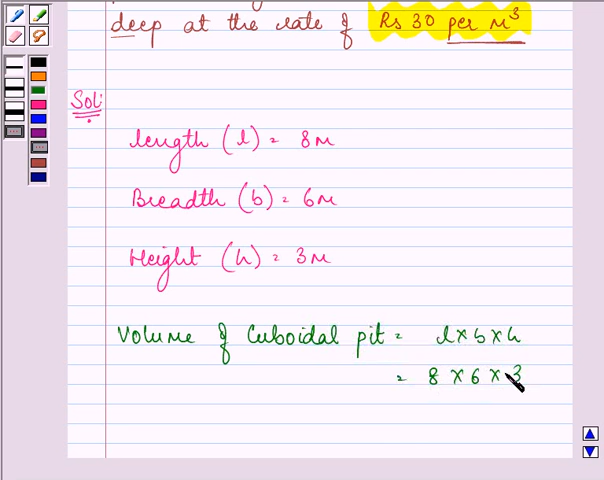 deep at the rate of Rs 30 per m³
Sol:
length (l) = 8m
Breadth (b) = 6m
Height (h) = 3m
Volume of Cuboidal pit = l × b × h
= 8 × 6 × 3